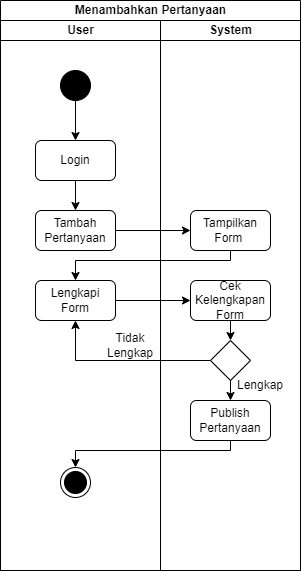 Menambahkan Pertanyaan
User
System
Login
Tambah
Pertanyaan
Tampilkan
Form
Lengkapi
Form
Cek
Kelengkapan
Form
Tidak
Lengkap
Lengkap
Publish
Pertanyaan